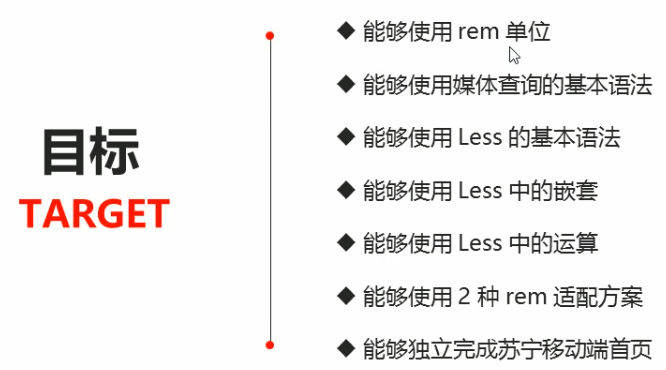 目标
TARGET
◆ 能够使用 rem 单位
◆ 能够使用媒体查询的基本语法
◆ 能够使用 Less 的基本语法
◆ 能够使用 Less 中的嵌套
◆ 能够使用 Less 中的运算
◆ 能够使用 2 种 rem 适配方案
◆ 能够独立完成苏宁移动端首页